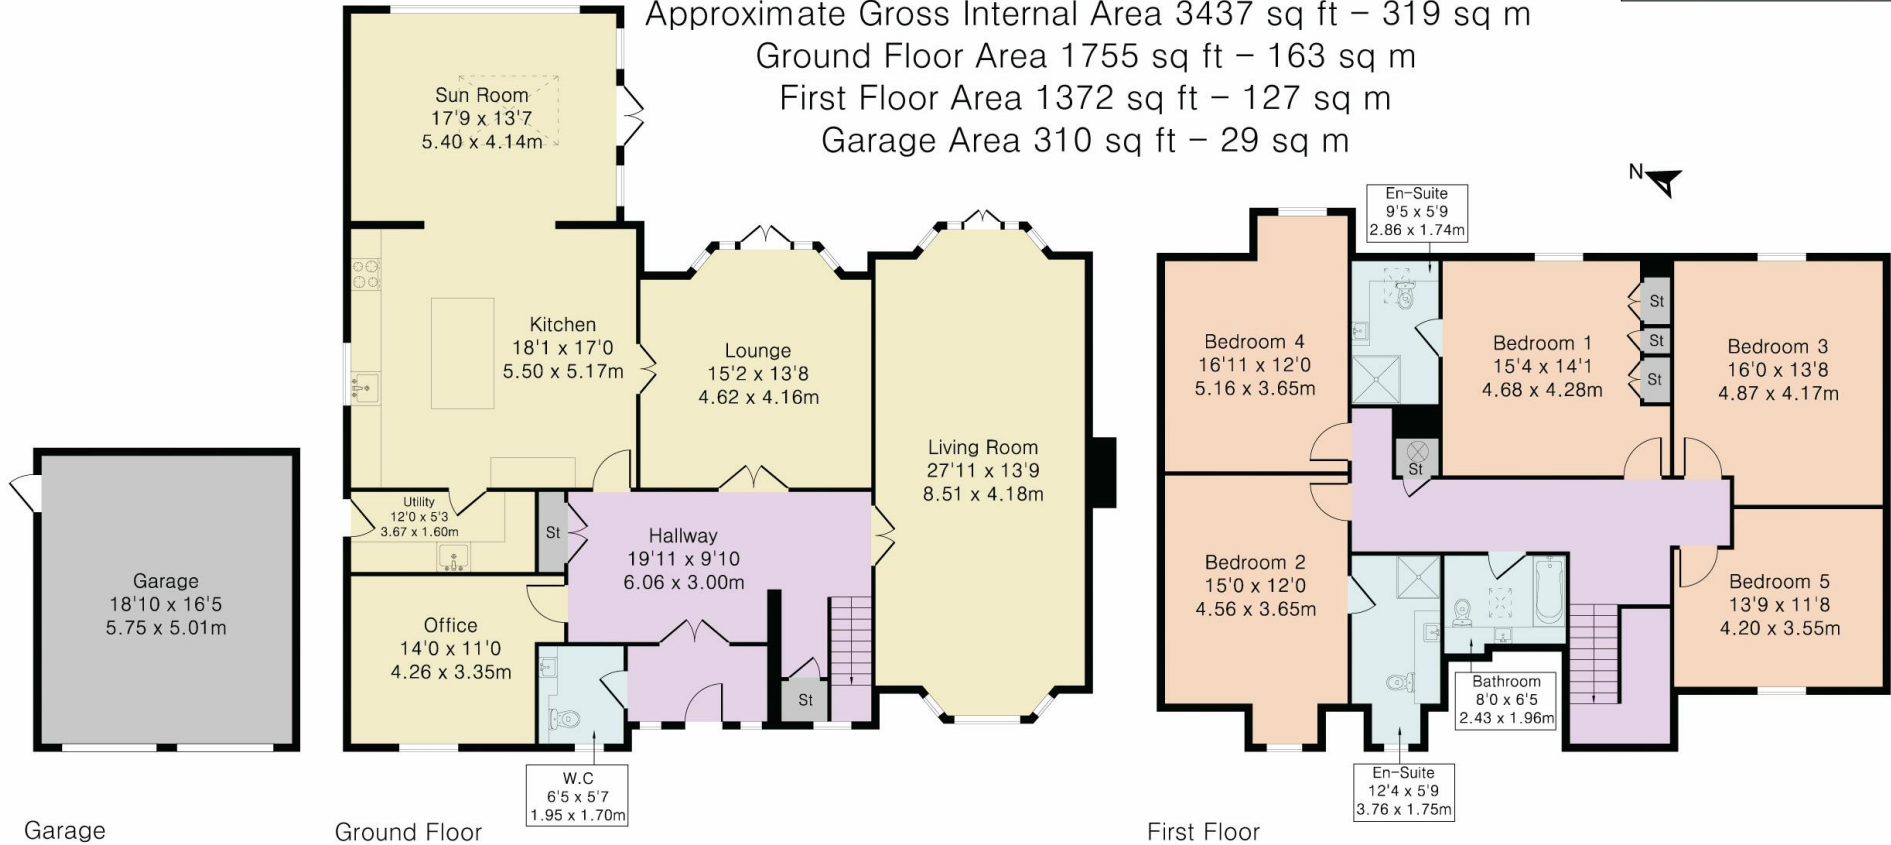 Approximate Gross Internal Area 3437 sq ft – 319 sq m
Ground Floor Area 1755 sq ft – 163 sq m
First Floor Area 1372 sq ft – 127 sq m
Garage Area 310 sq ft – 29 sq m
Garage
18'10 x 16'5
5.75 x 5.01m
Garage
Sun Room
17'9 x 13'7
5.40 x 4.14m
Kitchen
18'1 x 17'0
5.50 x 5.17m
Lounge
15'2 x 13'8
4.62 x 4.16m
Living Room
27'11 x 13'9
8.51 x 4.18m
Utility
12'0 x 5'3
3.67 x 1.60m
St
Hallway
19'11 x 9'10
6.06 x 3.00m
Office
14'0 x 11'0
4.26 x 3.35m
St
W.C
6'5 x 5'7
1.95 x 1.70m
Ground Floor
N
En-Suite
9'5 x 5'9
2.86 x 1.74m
Bedroom 4
16'11 x 12'0
5.16 x 3.65m
Bedroom 1
15'4 x 14'1
4.68 x 4.28m
St
St
St
Bedroom 3
16'0 x 13'8
4.87 x 4.17m
St
Bedroom 2
15'0 x 12'0
4.56 x 3.65m
Bedroom 5
13'9 x 11'8
4.20 x 3.55m
Bathroom
8'0 x 6'5
2.43 x 1.96m
En-Suite
12'4 x 5'9
3.76 x 1.75m
First Floor